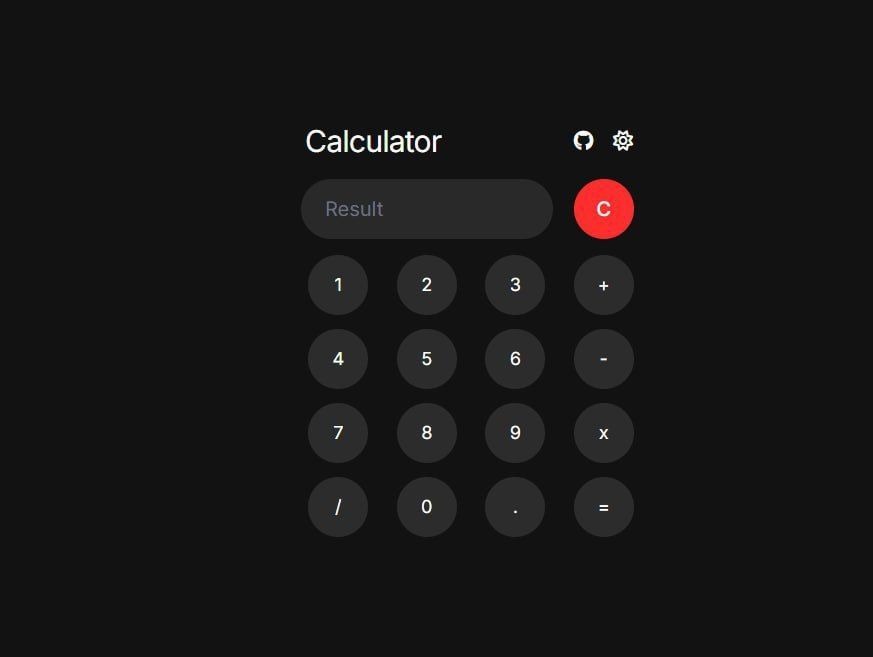 Calculator
Result C
1 2 3 +
4 5 6 -
7 8 9 x
/ 0 . =